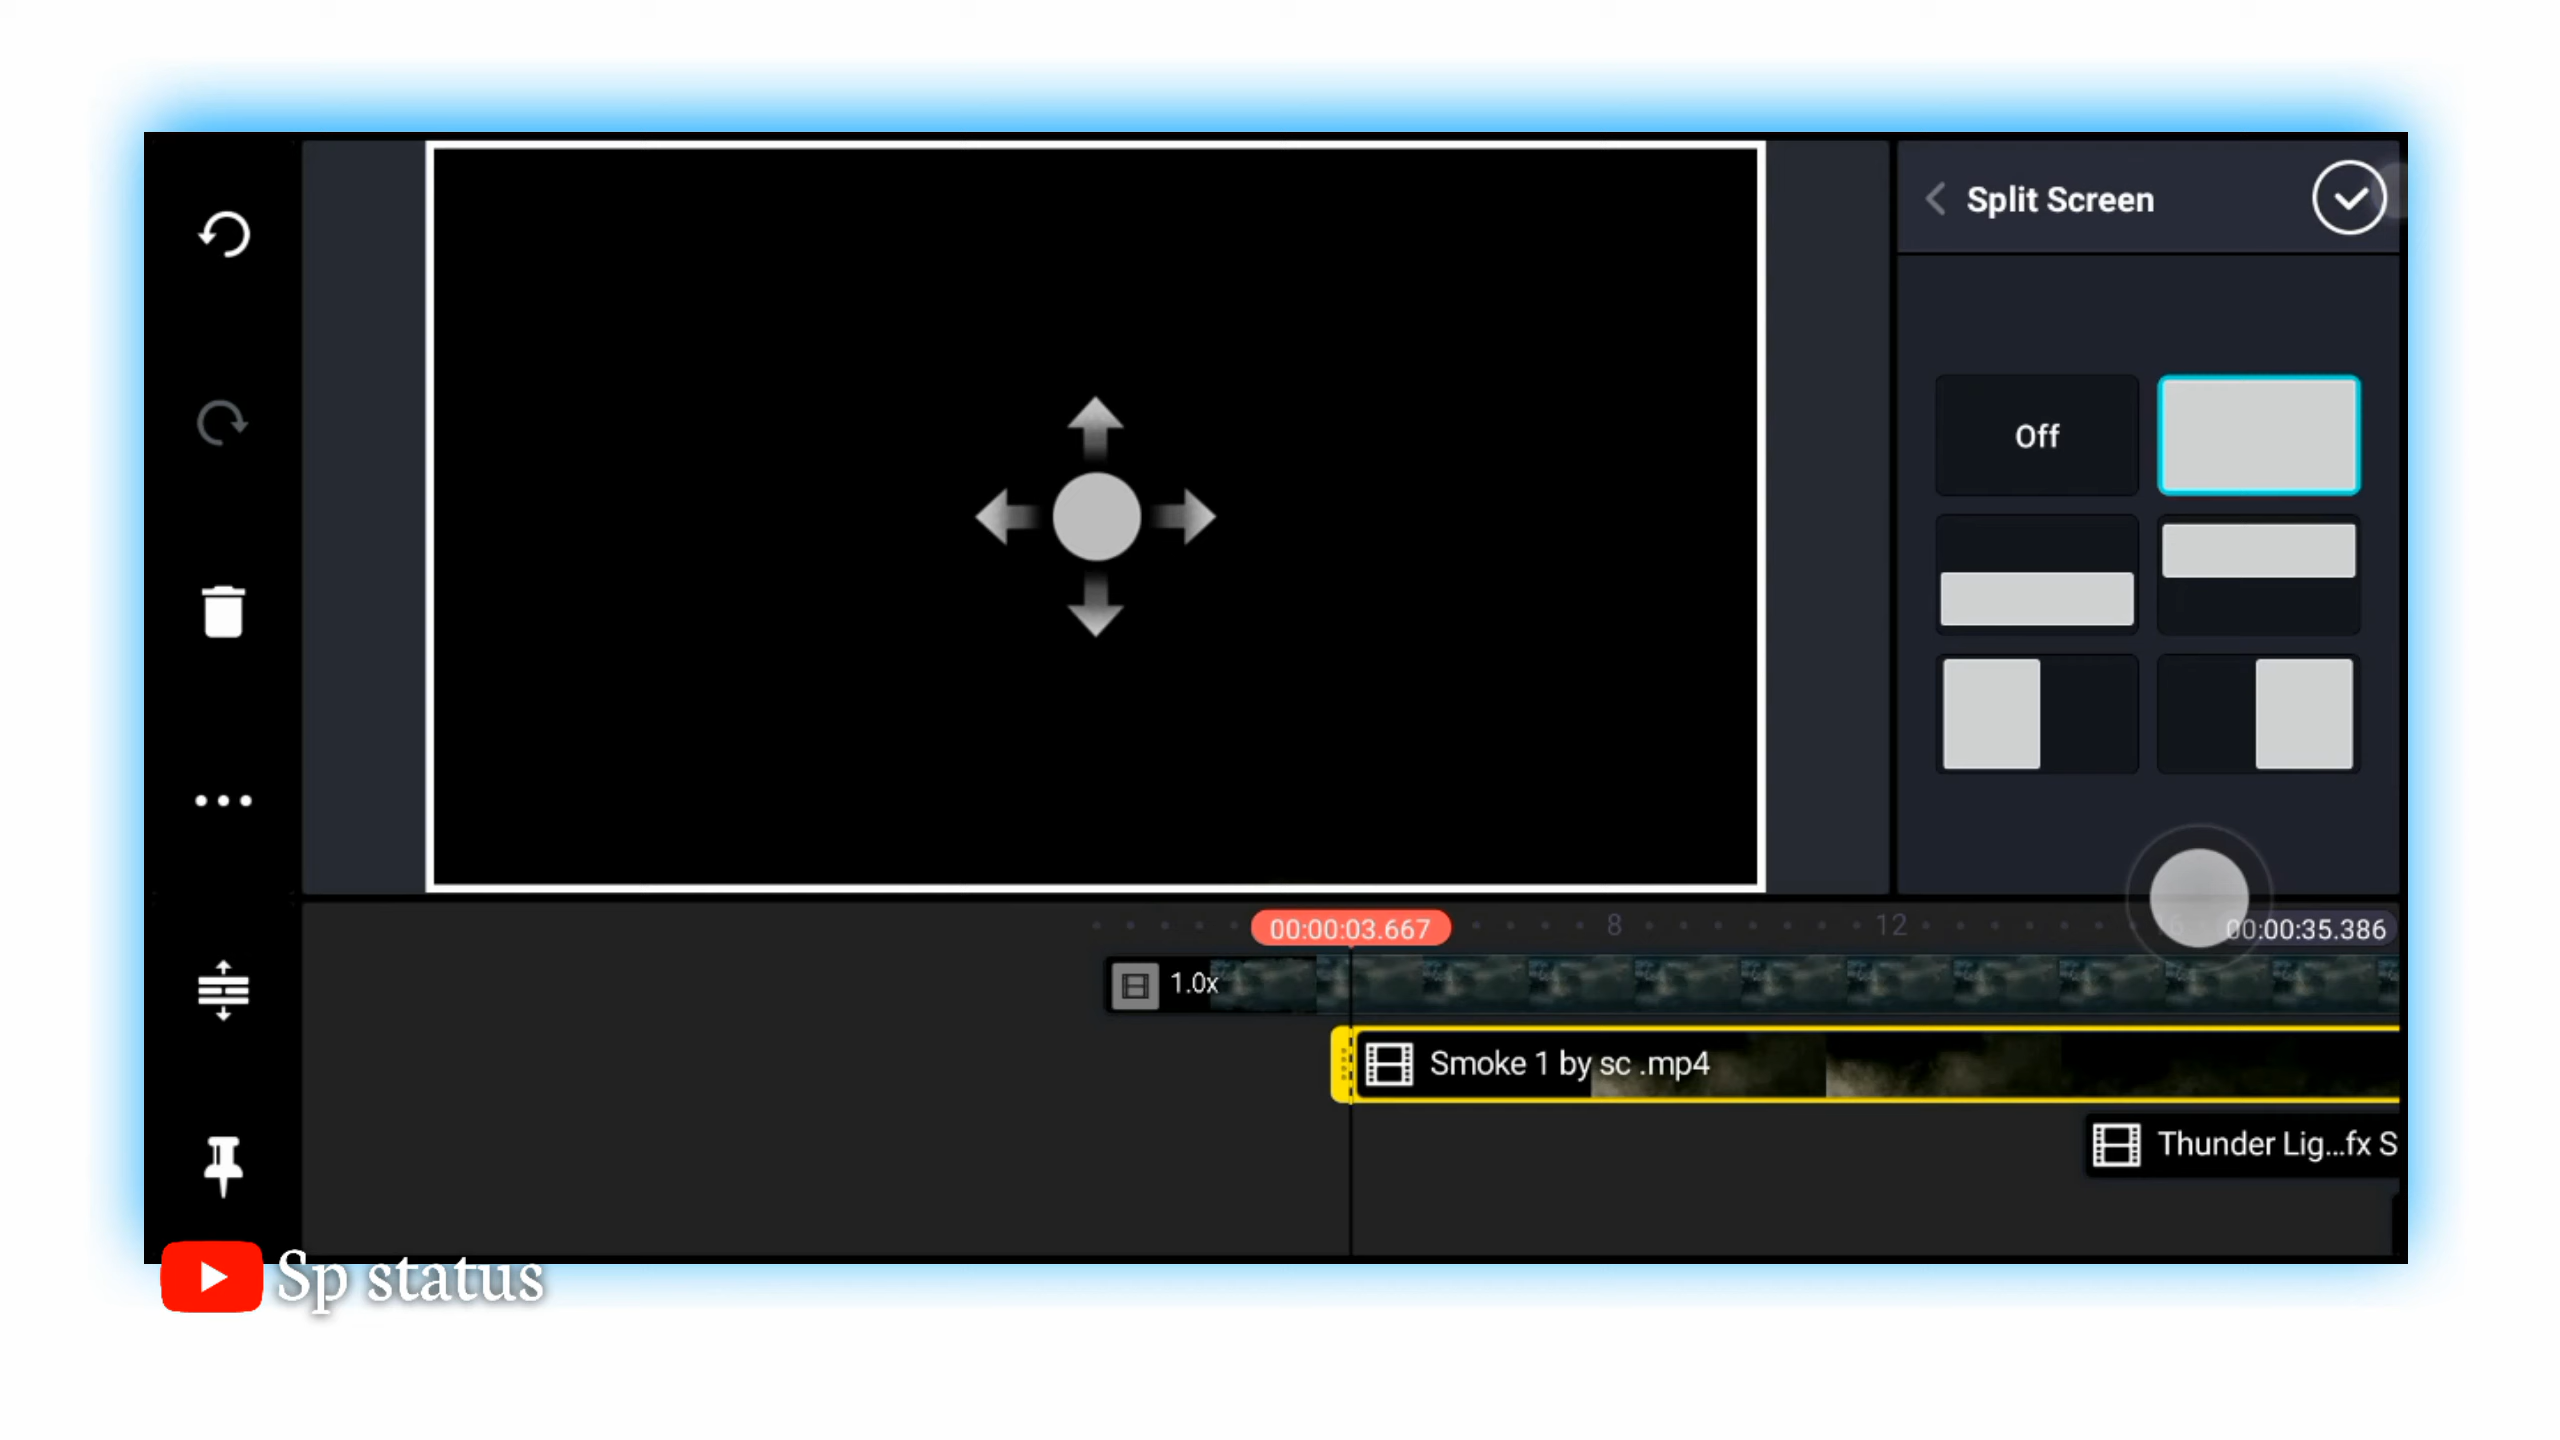 Split Screen
Off
00:00:03.667
8
12
00:00:35.386
1.0x
Smoke 1 by sc .mp4
Thunder Lig...fx S
Sp status